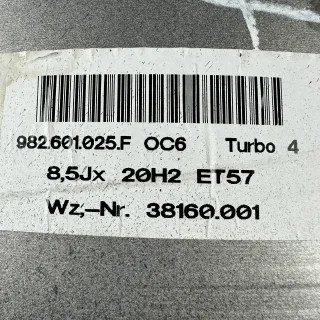 982.601.025.F OC6 Turbo 4
8,5Jx 20H2 ET57
Wz,-Nr. 38160.001